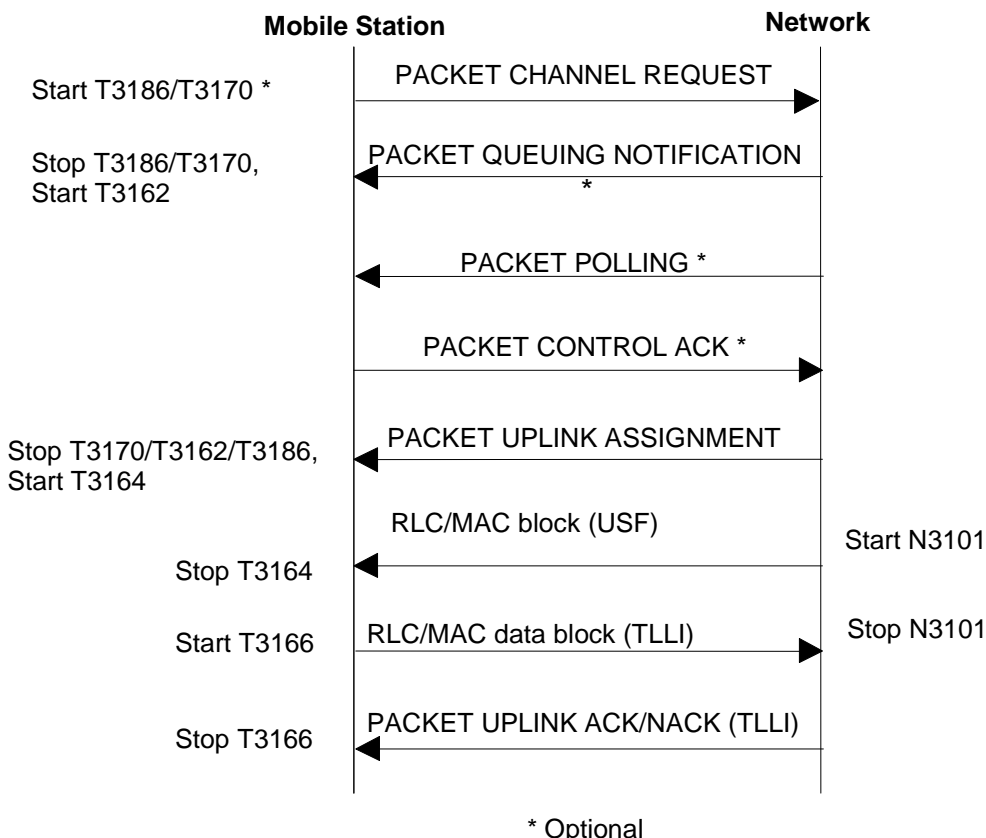 Mobile Station
Network
PACKET CHANNEL REQUEST
Start T3186/T3170 *
PACKET QUEUING NOTIFICATION
*
Stop T3186/T3170,
Start T3162
PACKET POLLING *
PACKET CONTROL ACK *
PACKET UPLINK ASSIGNMENT
Stop T3170/T3162/T3186,
Start T3164
RLC/MAC block (USF)
Start N3101
Stop T3164
RLC/MAC data block (TLLI)
Stop N3101
Start T3166
PACKET UPLINK ACK/NACK (TLLI)
Stop T3166
* Optional